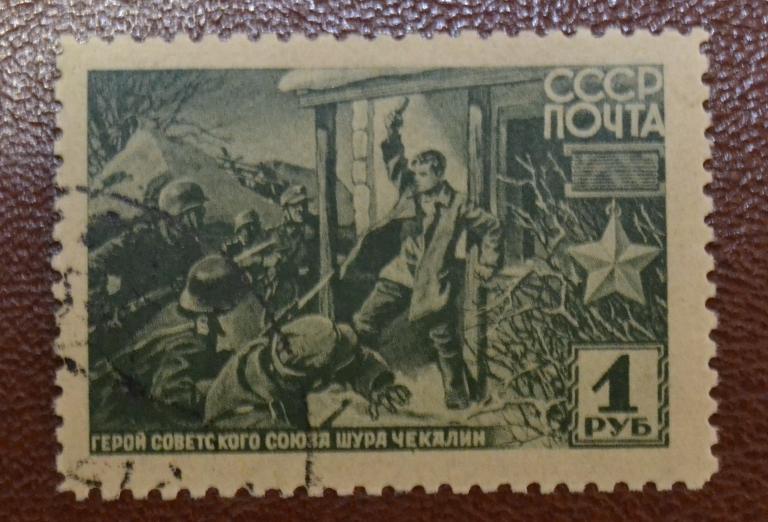 СССР
ПОЧТА
1
РУБ
ГЕРОЙ СОВЕТСКОГО СОЮЗА ШУРА ЧЕКАЛИН